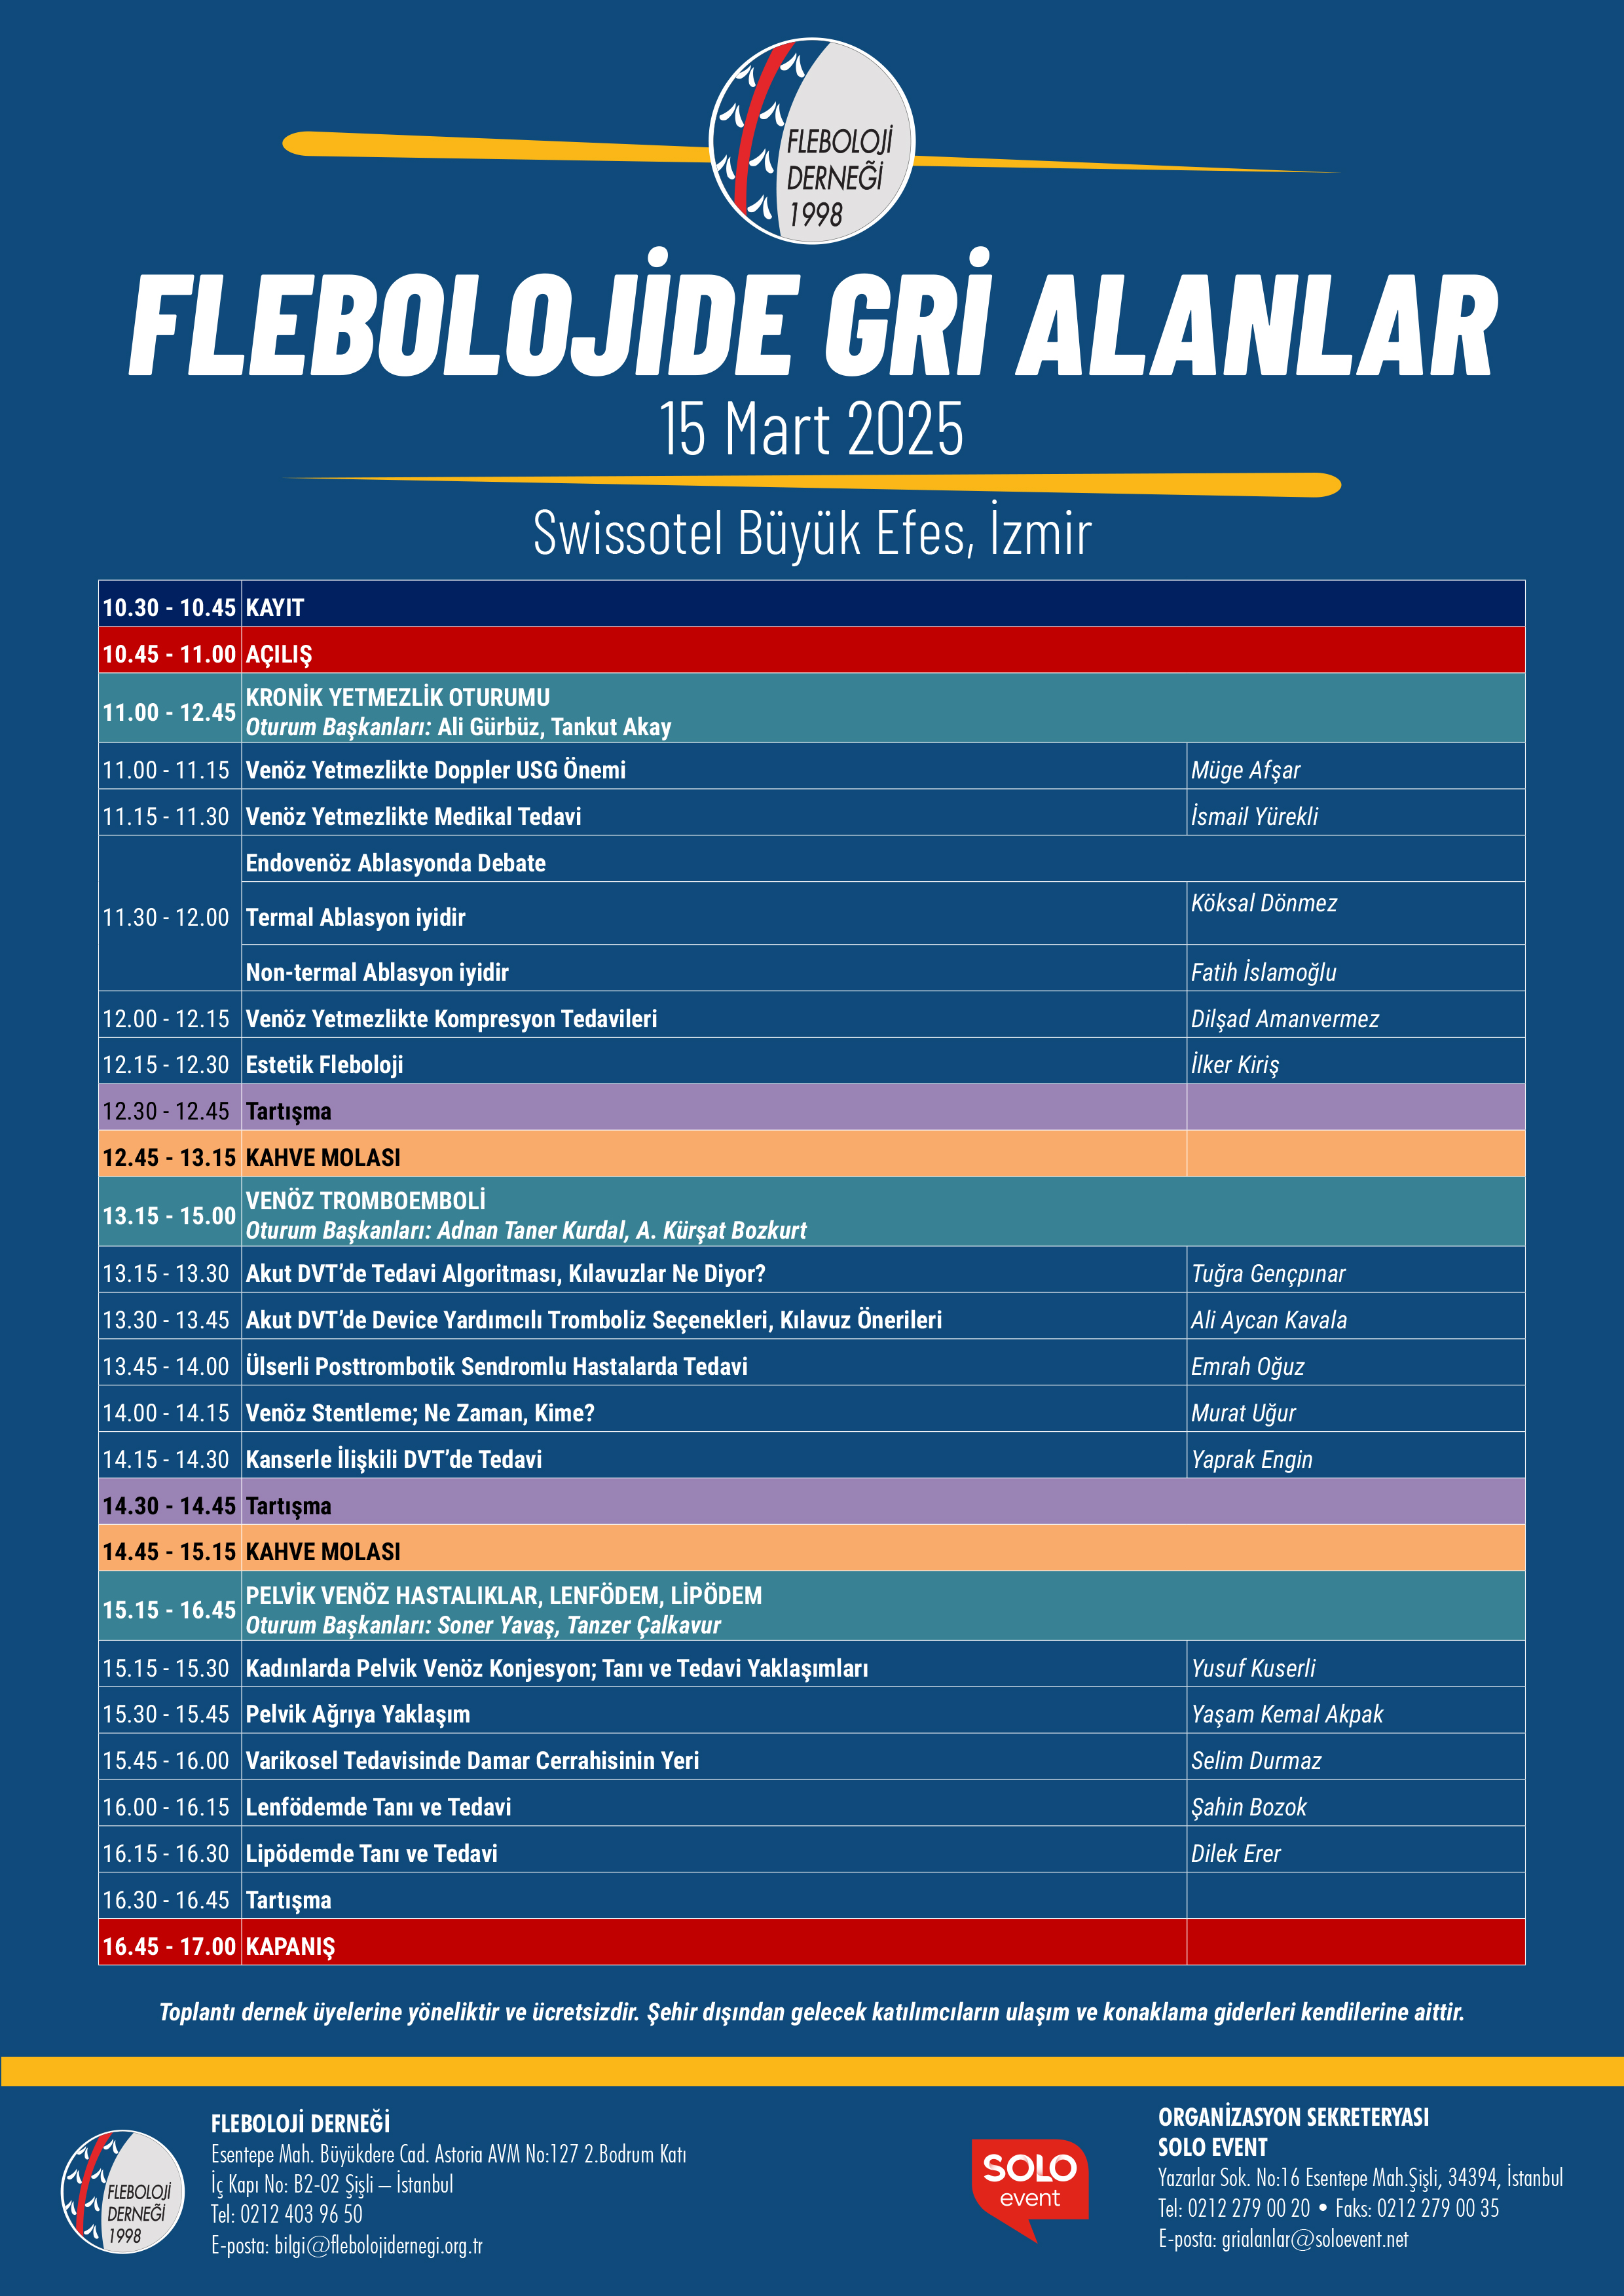 FLEBOLOJİ
DERNEĞİ
1998
FLEBOLOJİDE GRİ ALANLAR
15 Mart 2025
Swissotel Büyük Efes, İzmir
10.30 - 10.45 KAYIT
10.45 - 11.00 AÇILIŞ
11.00 - 12.45 KRONİK YETMEZLİK OTURUMU
Oturum Başkanları: Ali Gürbüz, Tankut Akay
11.00 - 11.15 Venöz Yetmezlikte Doppler USG Önemi Müge Afşar
11.15 - 11.30 Venöz Yetmezlikte Medikal Tedavi İsmail Yürekli
11.30 - 12.00 Endovenöz Ablasyonda Debate
Termal Ablasyon iyidir Köksal Dönmez
Non-termal Ablasyon iyidir Fatih İslamoğlu
12.00 - 12.15 Venöz Yetmezlikte Kompresyon Tedavileri Dilşad Amanvermez
12.15 - 12.30 Estetik Fleboloji İlker Kiriş
12.30 - 12.45 Tartışma
12.45 - 13.15 KAHVE MOLASI
13.15 - 15.00 VENÖZ TROMBOEMBOLİ
Oturum Başkanları: Adnan Taner Kurdal, A. Kürşat Bozkurt
13.15 - 13.30 Akut DVT’de Tedavi Algoritması, Kılavuzlar Ne Diyor? Tuğra Gençpınar
13.30 - 13.45 Akut DVT’de Device Yardımcılı Tromboliz Seçenekleri, Kılavuz Önerileri Ali Aycan Kavala
13.45 - 14.00 Ülserli Posttrombotik Sendromlu Hastalarda Tedavi Emrah Oğuz
14.00 - 14.15 Venöz Stentleme; Ne Zaman, Kime? Murat Uğur
14.15 - 14.30 Kanserle İlişkili DVT’de Tedavi Yaprak Engin
14.30 - 14.45 Tartışma
14.45 - 15.15 KAHVE MOLASI
15.15 - 16.45 PELVİK VENÖZ HASTALIKLAR, LENFÖDEM, LİPÖDEM
Oturum Başkanları: Soner Yavaş, Tanzer Çalkavur
15.15 - 15.30 Kadınlarda Pelvik Venöz Konjesyon; Tanı ve Tedavi Yaklaşımları Yusuf Kuserli
15.30 - 15.45 Pelvik Ağrıya Yaklaşım Yaşam Kemal Akpak
15.45 - 16.00 Varikosel Tedavisinde Damar Cerrahisinin Yeri Selim Durmaz
16.00 - 16.15 Lenfödemde Tanı ve Tedavi Şahin Bozok
16.15 - 16.30 Lipödemde Tanı ve Tedavi Dilek Erer
16.30 - 16.45 Tartışma
16.45 - 17.00 KAPANIŞ
Toplantı dernek üyelerine yöneliktir ve ücretsizdir. Şehir dışından gelecek katılımcıların ulaşım ve konaklama giderleri kendilerine aittir.
FLEBOLOJİ
DERNEĞİ
1998
FLEBOLOJİ DERNEĞİ
Esentepe Mah. Büyükdere Cad. Astoria AVM No:127 2.Bodrum Katı
İç Kapı No: B2-02 Şişli – İstanbul
Tel: 0212 403 96 50
E-posta: bilgi@flebolojidernegi.org.tr
SOLO
event
ORGANİZASYON SEKRETERYASI
SOLO EVENT
Yazarlar Sok. No:16 Esentepe Mah.Şişli, 34394, İstanbul
Tel: 0212 279 00 20 • Faks: 0212 279 00 35
E-posta: grialanlar@soloevent.net